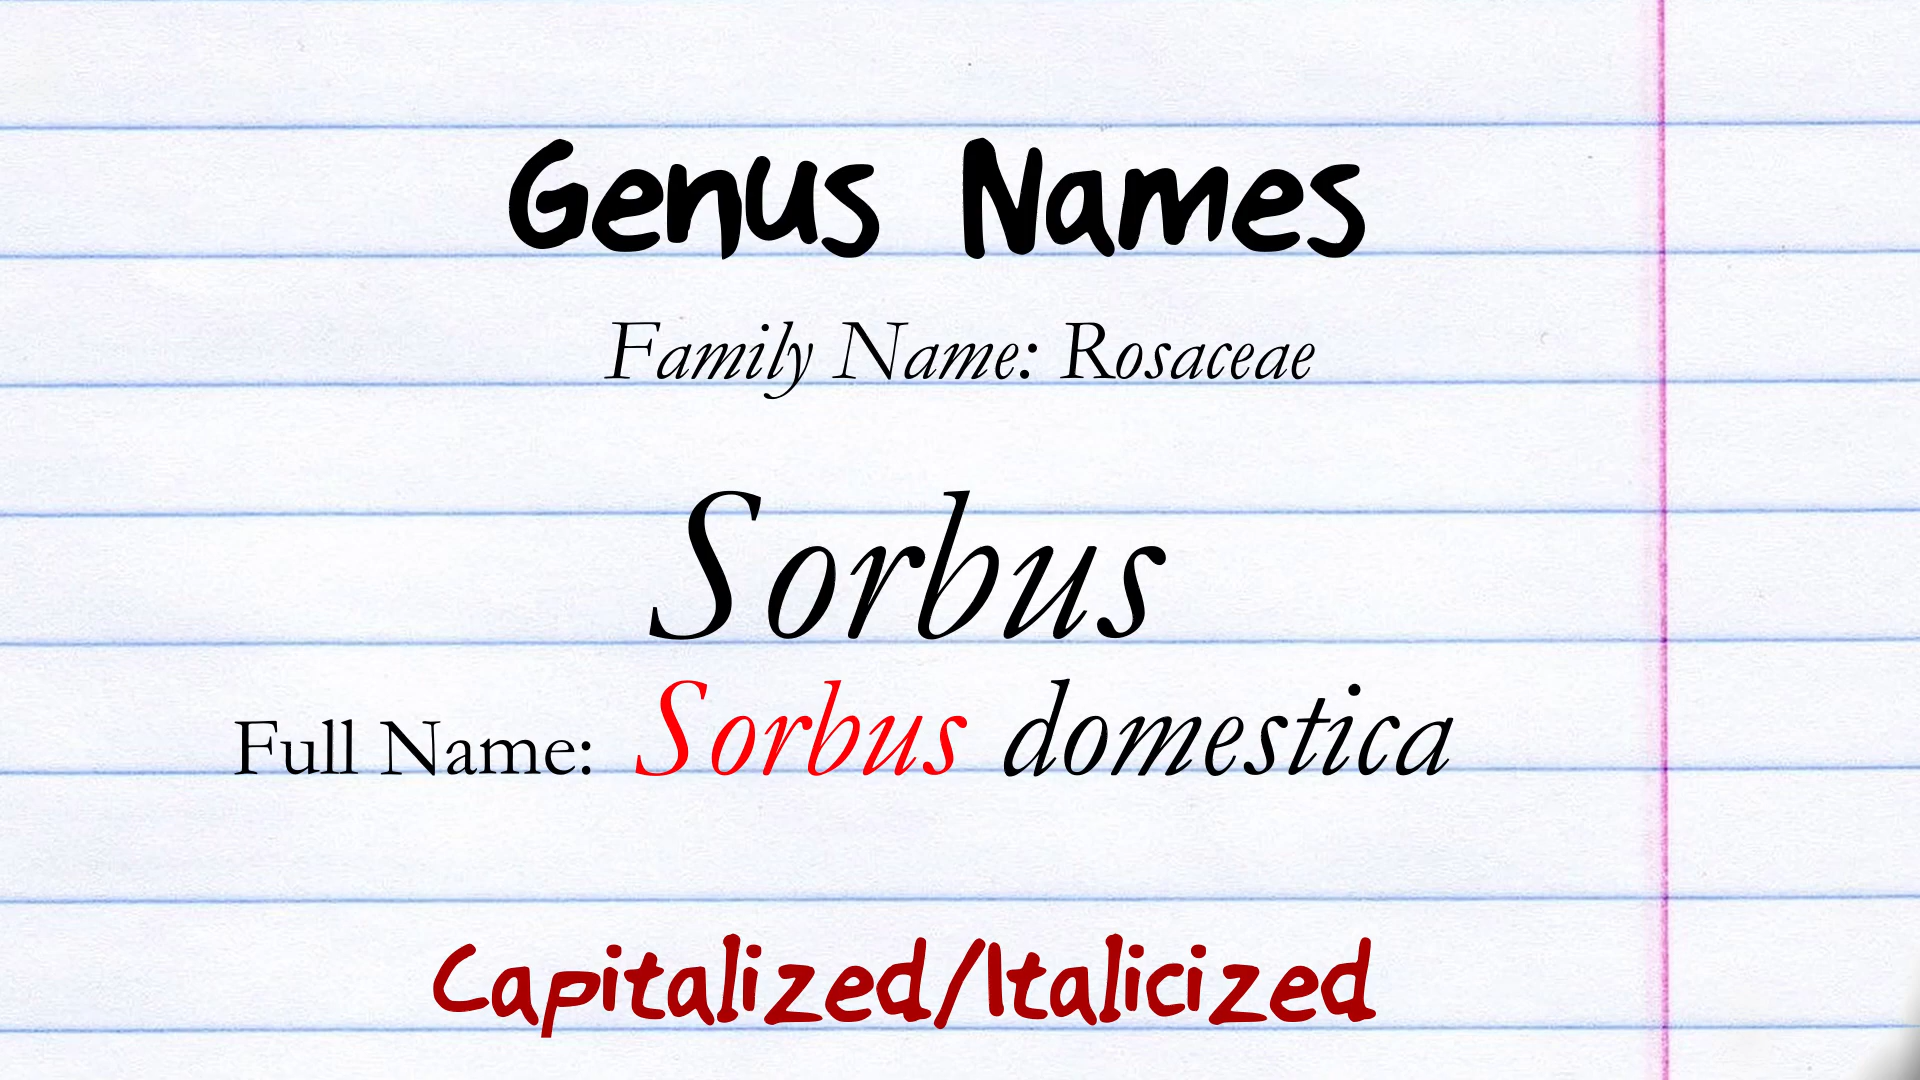 Genus Names
Family Name: Rosaceae
Sorbus
Full Name: Sorbus domestica
Capitalized/Italicized